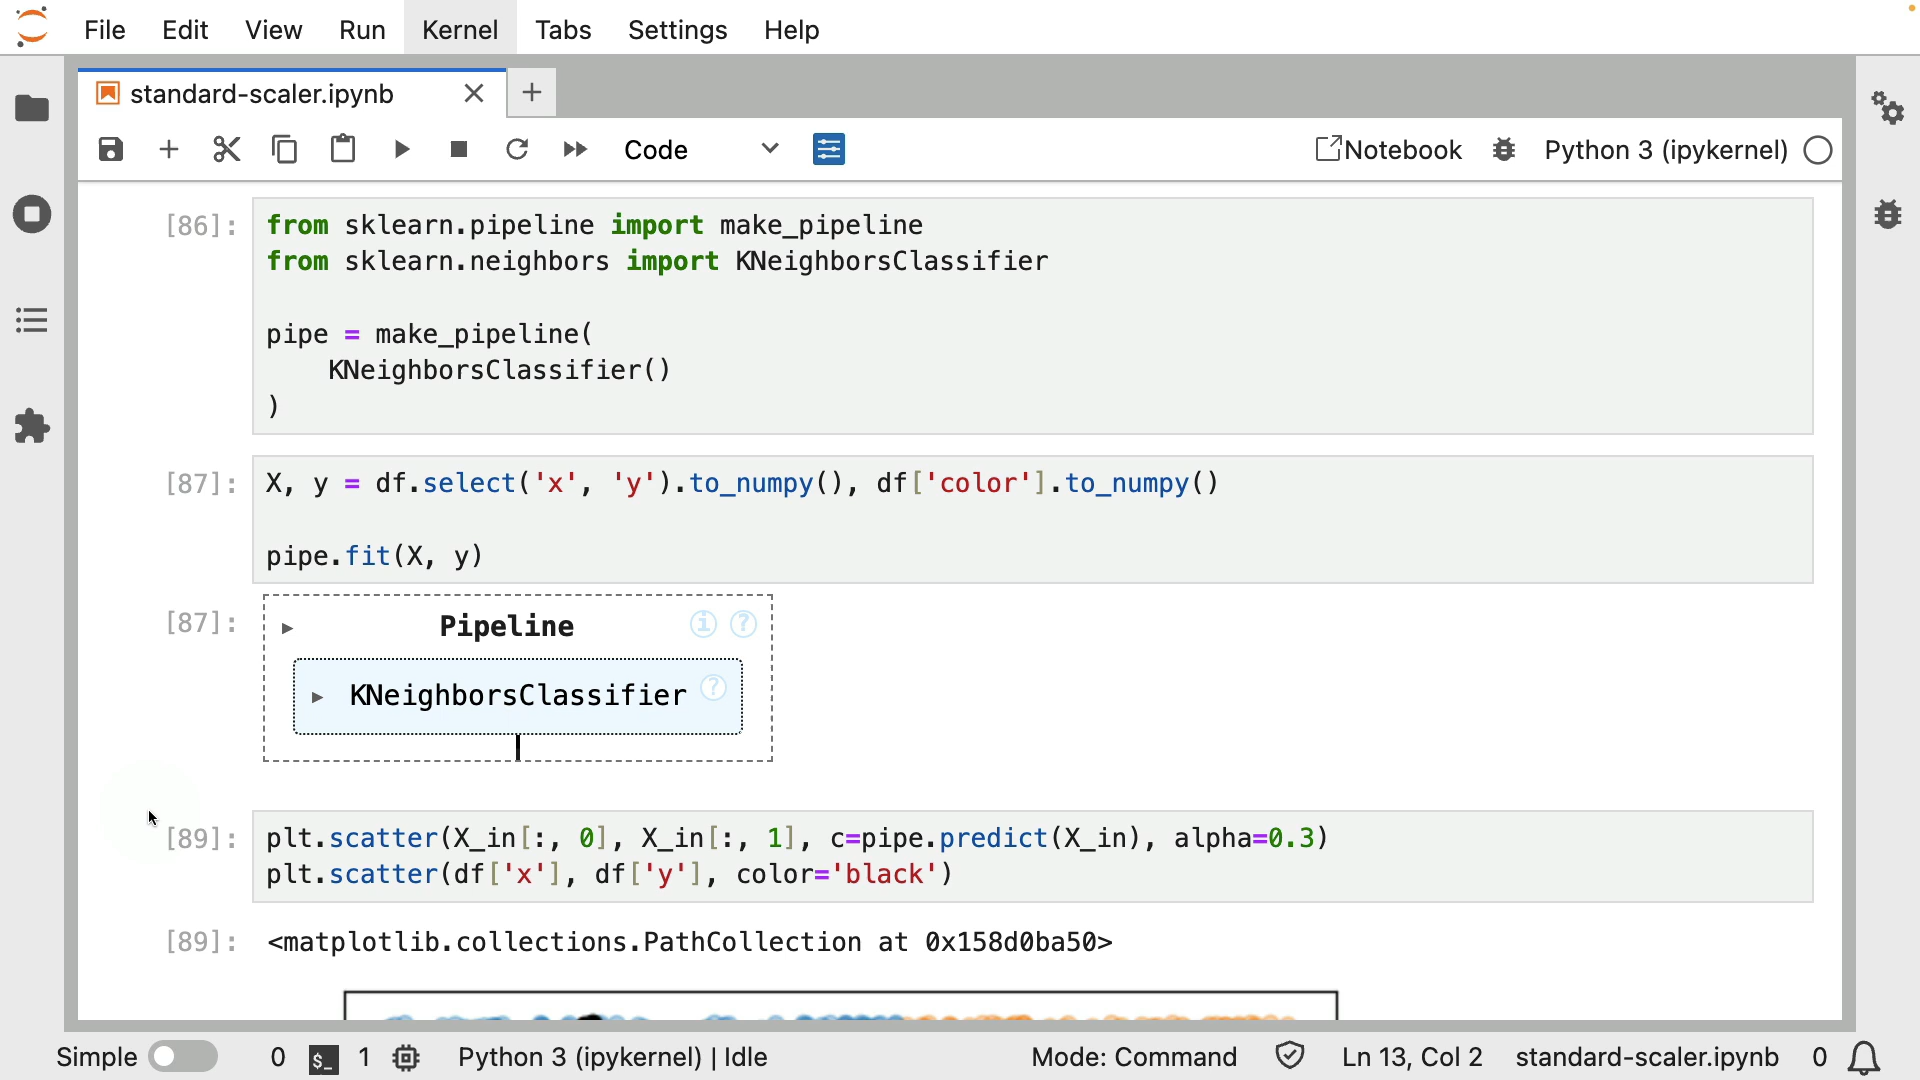 File Edit View Run Kernel Tabs Settings Help
standard-scaler.ipynb
Code Notebook Python 3 (ipykernel)
[86]: from sklearn.pipeline import make_pipeline
from sklearn.neighbors import KNeighborsClassifier
pipe = make_pipeline(
    KNeighborsClassifier()
)
[87]: X, y = df.select('x', 'y').to_numpy(), df['color'].to_numpy()
pipe.fit(X, y)
[87]: Pipeline
KNeighborsClassifier
[89]: plt.scatter(X_in[:, 0], X_in[:, 1], c=pipe.predict(X_in), alpha=0.3)
plt.scatter(df['x'], df['y'], color='black')
[89]: <matplotlib.collections.PathCollection at 0x158d0ba50>
Simple 0 $_ 1 Python 3 (ipykernel) | Idle Mode: Command Ln 13, Col 2 standard-scaler.ipynb 0